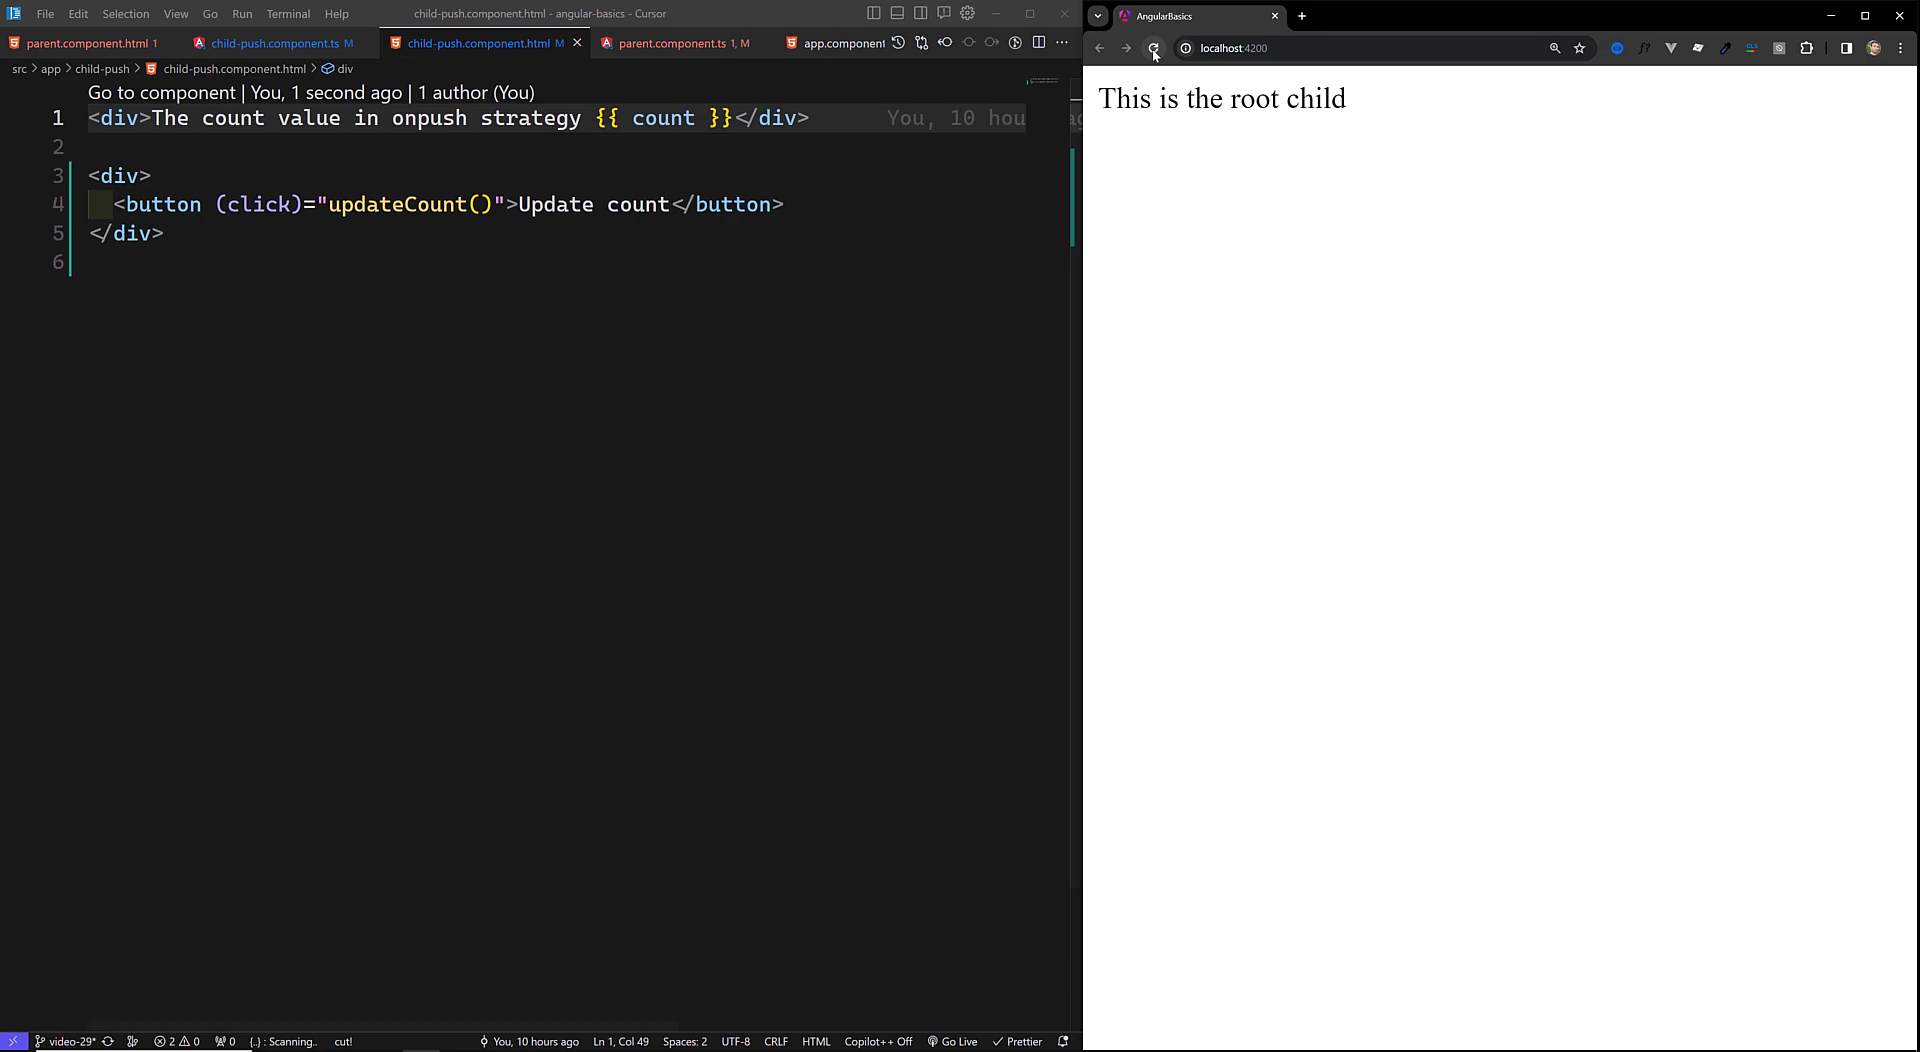 File Edit Selection View Go Run Terminal Help child-push.component.html - angular-basics - Cursor
parent.component.html 1 child-push.component.ts M child-push.component.html M parent.component.ts 1, M app.component
src > app > child-push > child-push.component.html > div
Go to component | You, 1 second ago | 1 author (You)
1 <div>The count value in onpush strategy {{ count }}</div> You, 10 hou
2
3 <div>
4 <button (click)="updateCount()">Update count</button>
5 </div>
6
video-29* 2 0 0 {..} : Scanning.. cut! You, 10 hours ago Ln 1, Col 49 Spaces: 2 UTF-8 CRLF HTML Copilot++ Off Go Live Prettier
AngularBasics
localhost:4200
This is the root child